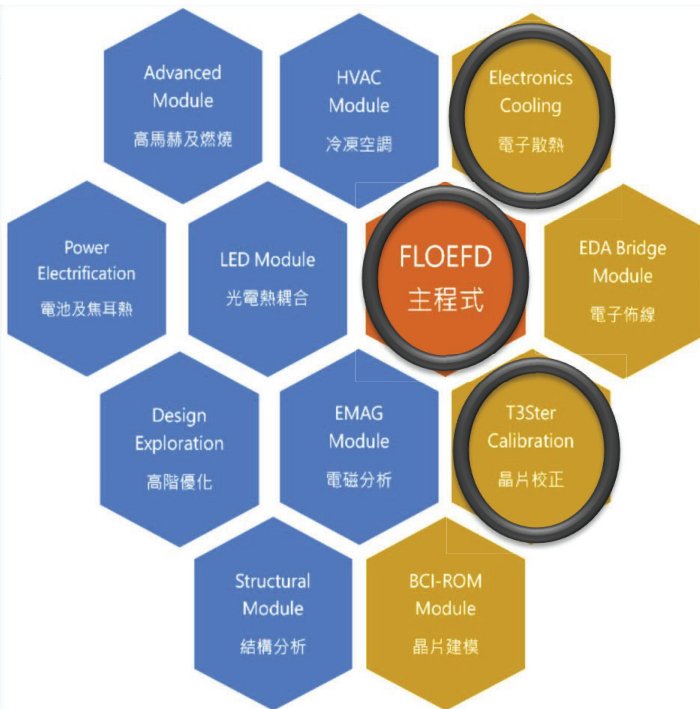 Advanced
Module
高馬赫及燃燒
HVAC
Module
冷凍空調
Electronics
Cooling
電子散熱
Power
Electrification
電池及焦耳熱
LED Module
光電熱耦合
FLOEFD
主程式
EDA Bridge
Module
電子佈線
Design
Exploration
高階優化
EMAG
Module
電磁分析
T3Ster
Calibration
晶片校正
Structural
Module
結構分析
BCI-ROM
Module
晶片建模